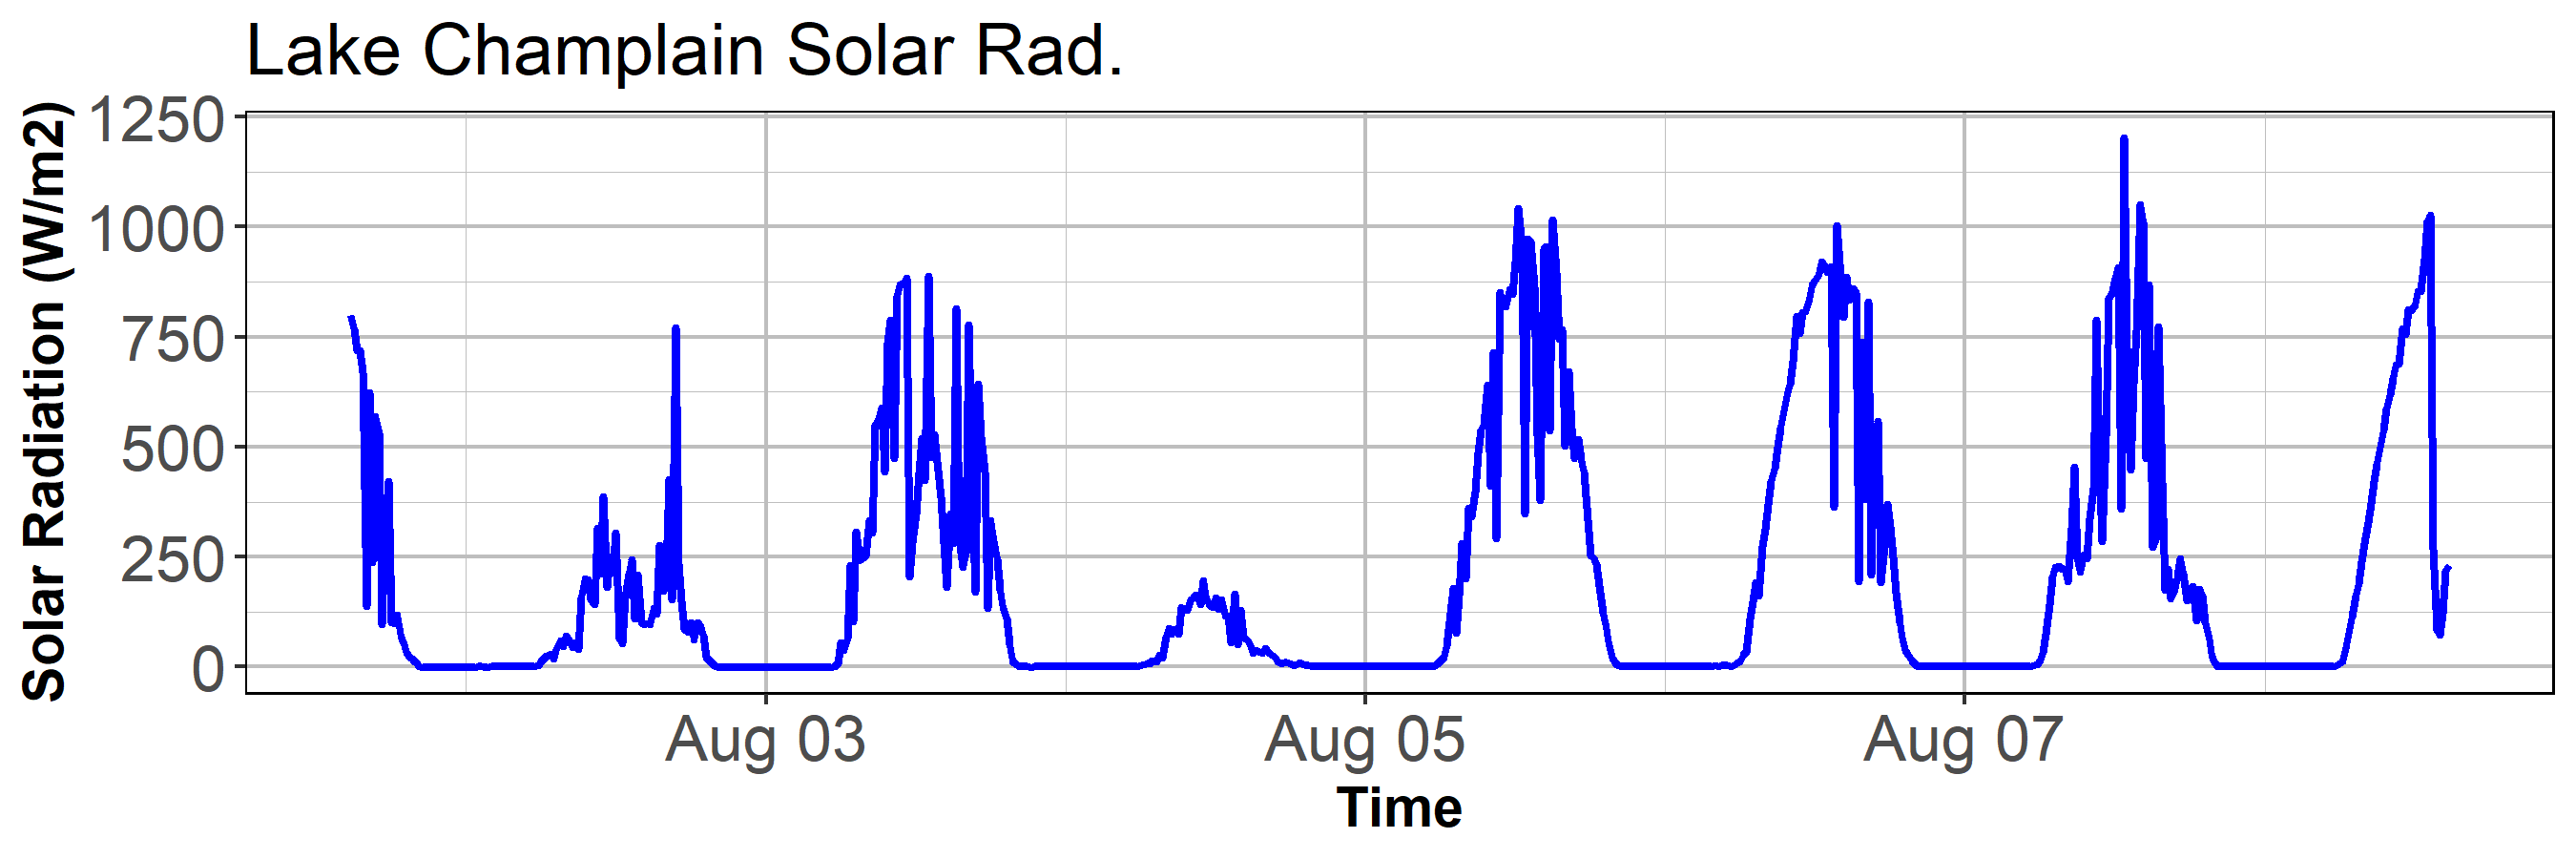 Lake Champlain Solar Rad.
Solar Radiation (W/m2)
1250
1000
750
500
250
0
Aug 03
Aug 05
Aug 07
Time